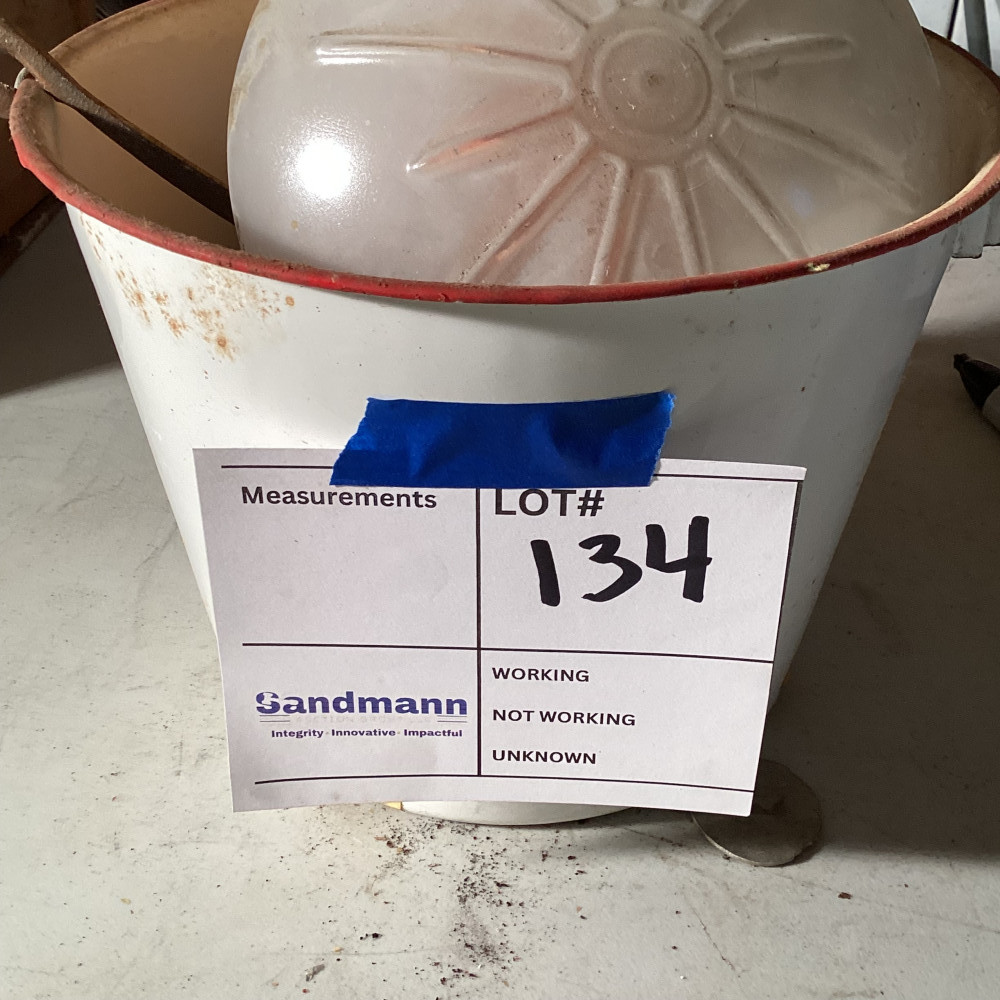 Measurements
LOT#
134
Sandmann
Integrity · Innovative · Impactful
WORKING
NOT WORKING
UNKNOWN